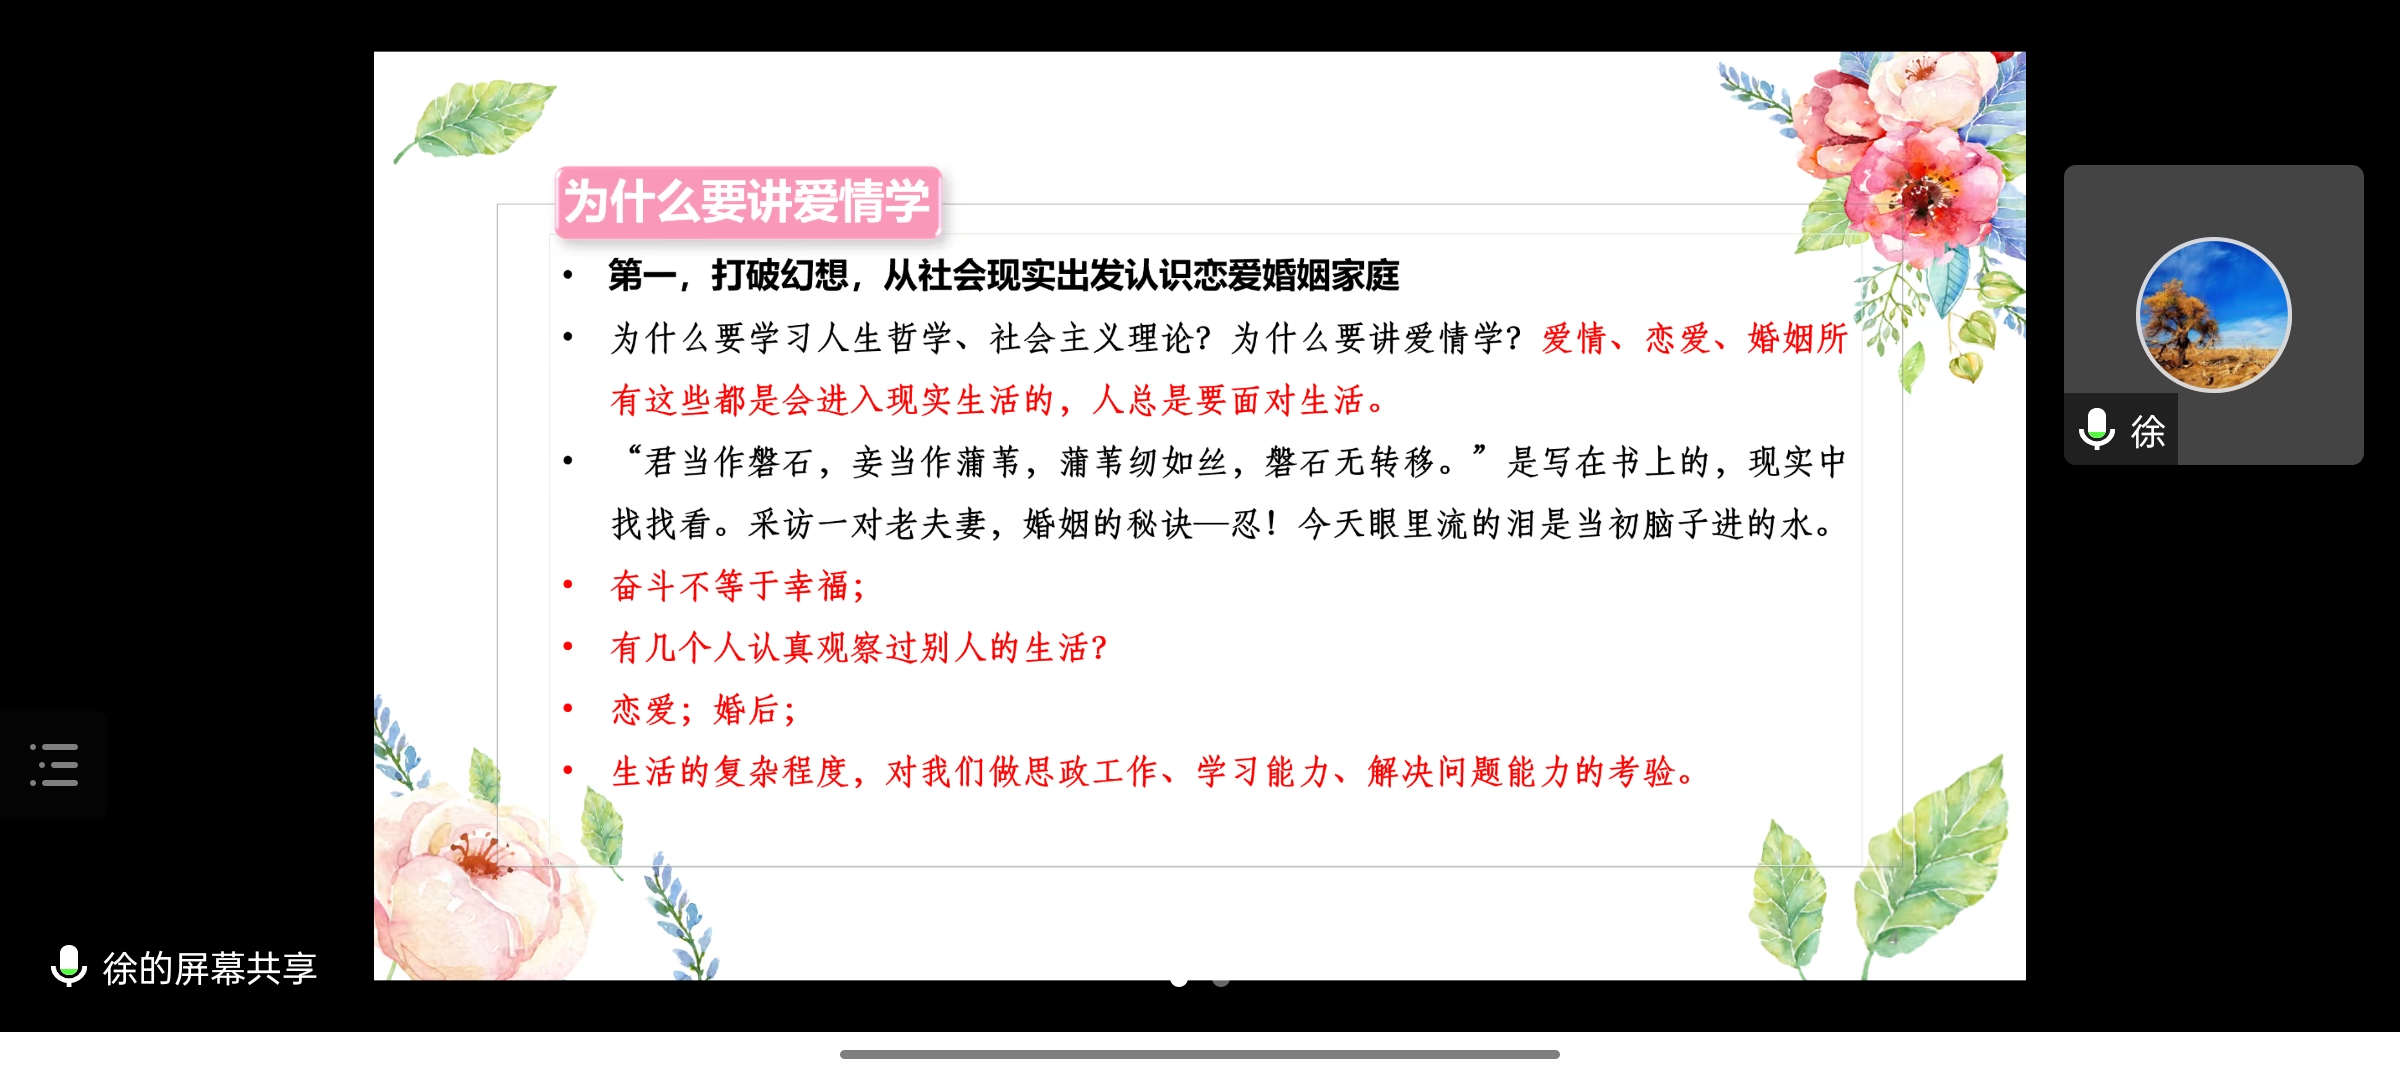 为什么要讲爱情学
• 第一，打破幻想，从社会现实出发认识恋爱婚姻家庭
• 为什么要学习人生哲学、社会主义理论？为什么要讲爱情学？爱情、恋爱、婚姻所
有这些都是会进入现实生活的，人总是要面对生活。
• “君当作磐石，妾当作蒲苇，蒲苇纫如丝，磐石无转移。”是写在书上的，现实中
找找看。采访一对老夫妻，婚姻的秘诀—忍！今天眼里流的泪是当初脑子进的水。
• 奋斗不等于幸福；
• 有几个人认真观察过别人的生活？
• 恋爱；婚后；
• 生活的复杂程度，对我们做思政工作、学习能力、解决问题能力的考验。
徐
徐的屏幕共享